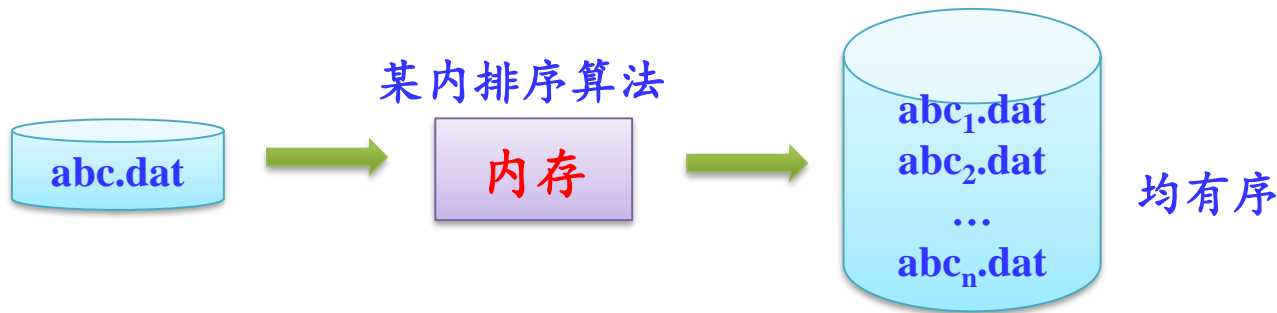 某内排序算法
abc.dat
内存
abc₁.dat
abc₂.dat
…
abcₙ.dat
均有序